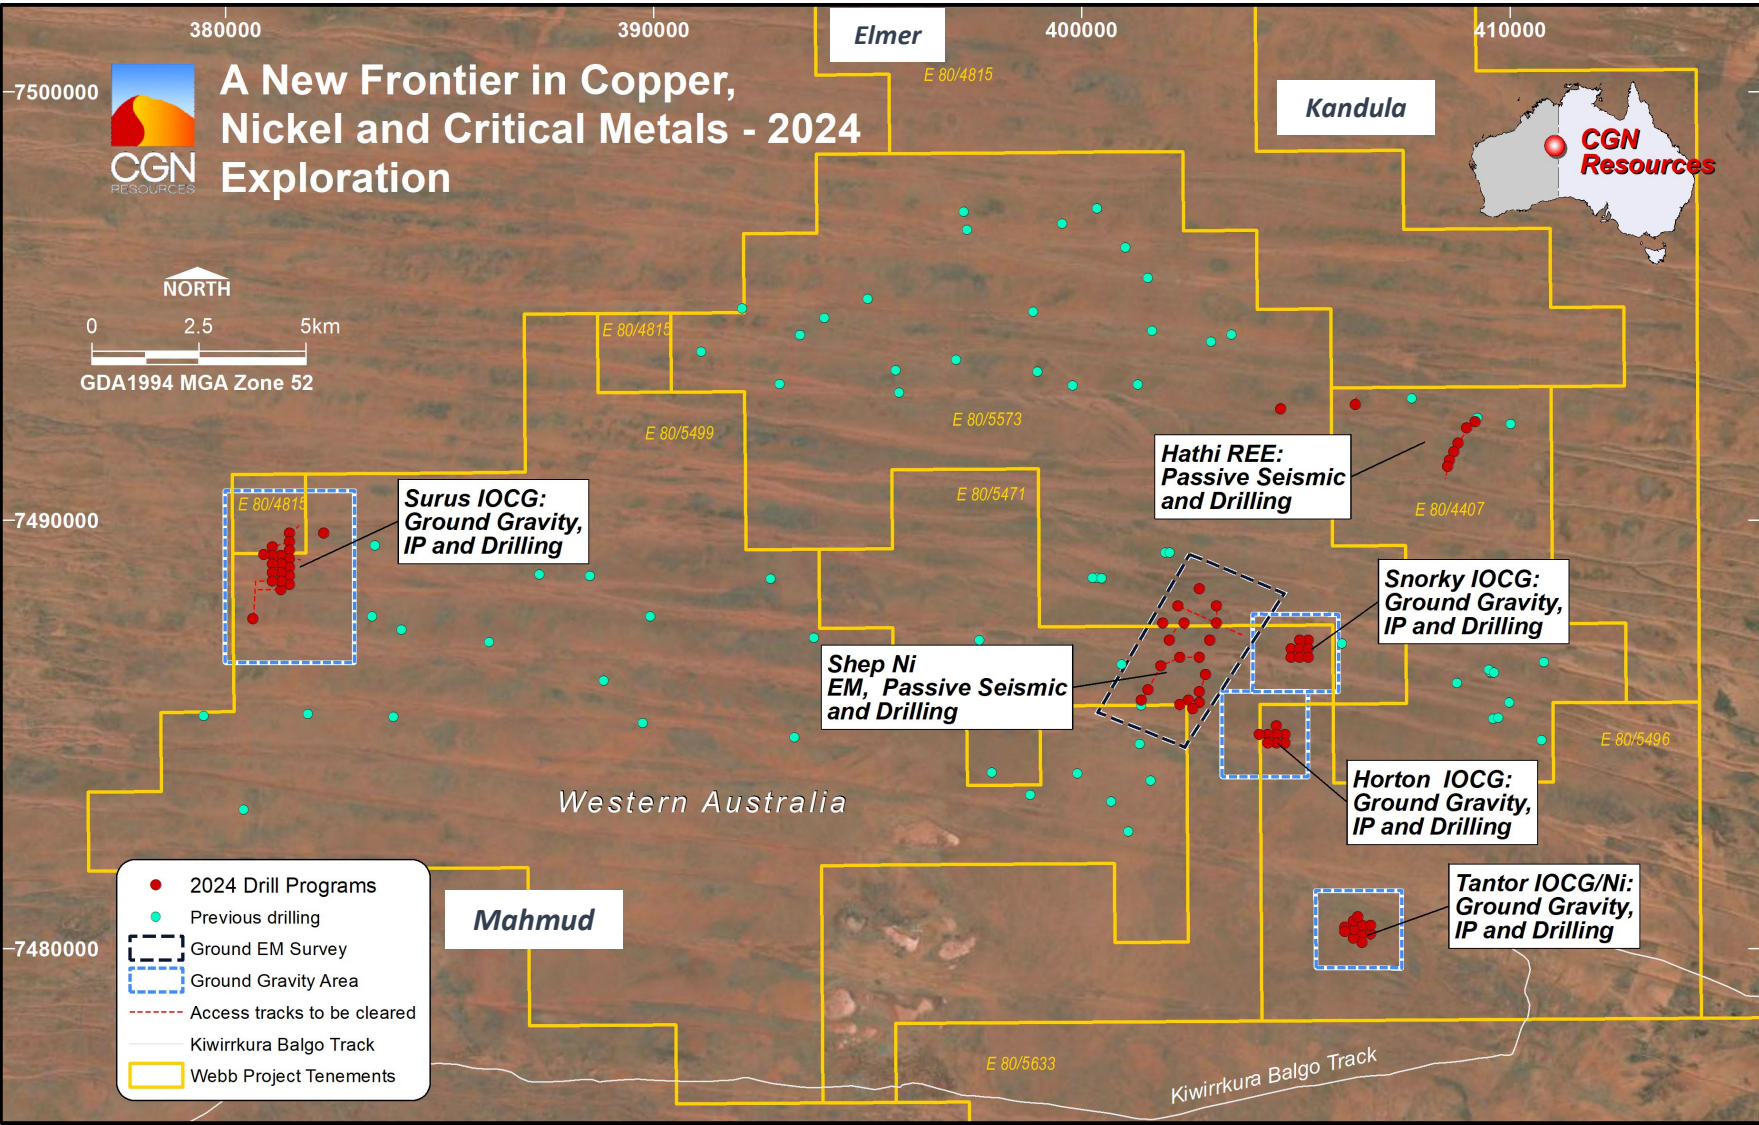 380000
390000
400000
410000
Elmer
E 80/4815
7500000
A New Frontier in Copper,
Nickel and Critical Metals - 2024
Exploration
CGN
RESOURCES
Kandula
CGN
Resources
NORTH
0 2.5 5km
GDA1994 MGA Zone 52
E 80/4815
E 80/5499
E 80/5573
Hathi REE:
Passive Seismic
and Drilling
E 80/5471
E 80/4407
E 80/4815
Surus IOCG:
Ground Gravity,
IP and Drilling
7490000
Snorky IOCG:
Ground Gravity,
IP and Drilling
Shep Ni
EM, Passive Seismic
and Drilling
E 80/5496
Horton IOCG:
Ground Gravity,
IP and Drilling
Western Australia
Tantor IOCG/Ni:
Ground Gravity,
IP and Drilling
Mahmud
7480000
2024 Drill Programs
Previous drilling
Ground EM Survey
Ground Gravity Area
Access tracks to be cleared
Kiwirrkura Balgo Track
Webb Project Tenements
E 80/5633
Kiwirrkura Balgo Track